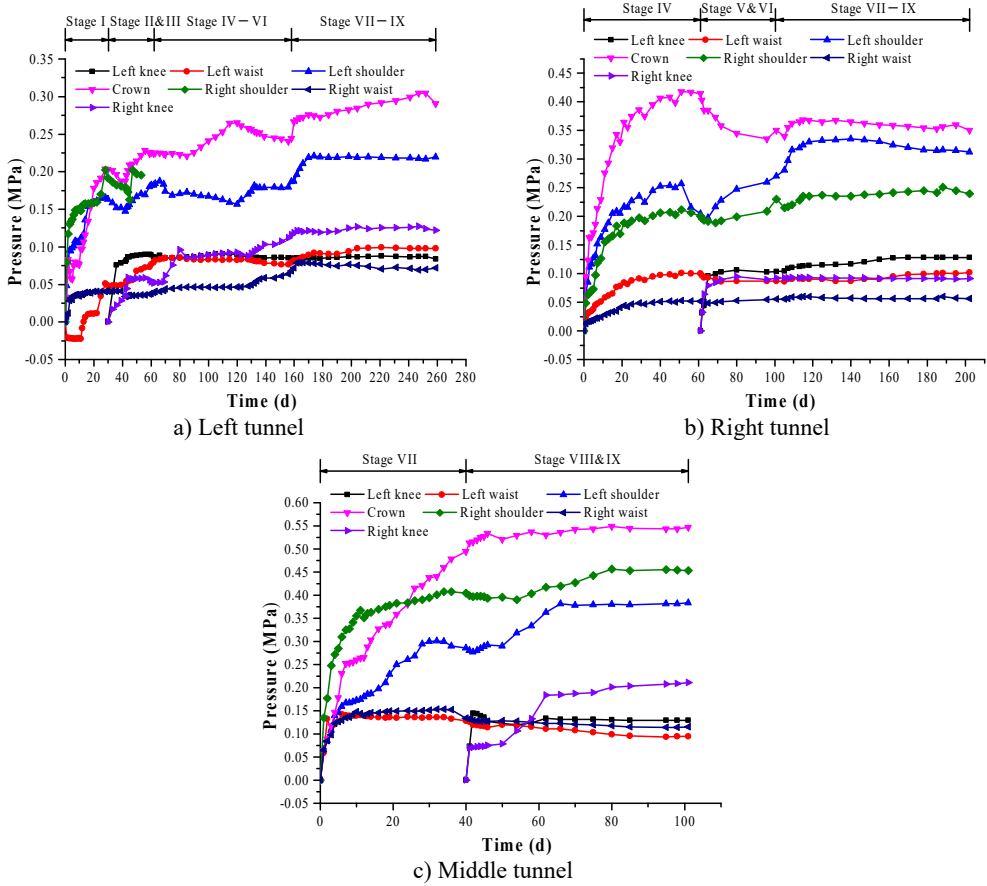 Stage I Stage II&III Stage IV－VI Stage VII－IX
0.35
Left knee Left waist Left shoulder
Crown Right shoulder Right waist
Right knee
0.30
0.25
0.20
0.15
0.10
0.05
0.00
-0.05
Pressure (MPa)
0 20 40 60 80 100 120 140 160 180 200 220 240 260 280
Time (d)
a) Left tunnel
Stage IV Stage V&VI Stage VII－IX
0.45
Left knee Left waist Left shoulder
Crown Right shoulder Right waist
Right knee
0.40
0.35
0.30
0.25
0.20
0.15
0.10
0.05
0.00
-0.05
Pressure (MPa)
0 20 40 60 80 100 120 140 160 180 200
Time (d)
b) Right tunnel
Stage VII Stage VIII&IX
0.60
Left knee Left waist Left shoulder
Crown Right shoulder Right waist
Right knee
0.55
0.50
0.45
0.40
0.35
0.30
0.25
0.20
0.15
0.10
0.05
0.00
-0.05
Pressure (MPa)
0 20 40 60 80 100
Time (d)
c) Middle tunnel